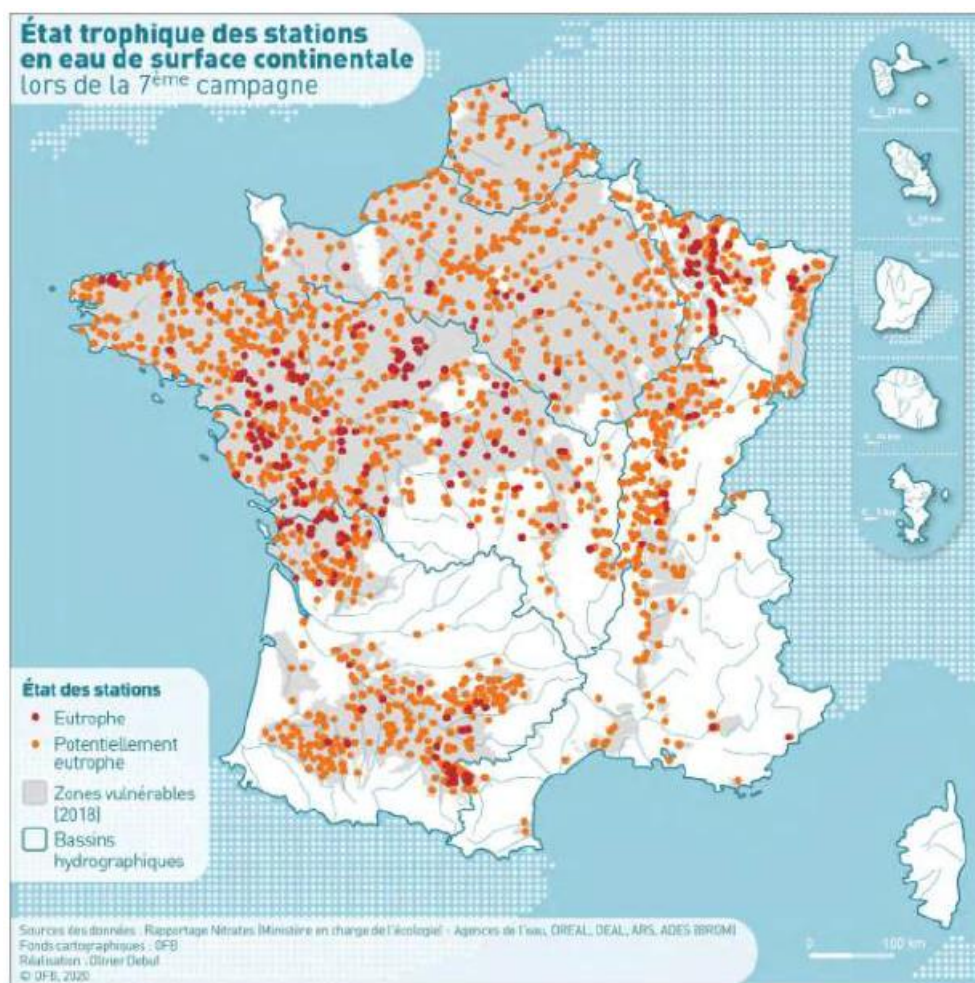 État trophique des stations
en eau de surface continentale
lors de la 7ème campagne
État des stations
Eutrophe
Potentiellement
eutrophe
Zones vulnérables
(2018)
Bassins
hydrographiques
Sources des données : Rapportage Nitrates (Ministère en charge de l'écologie) - Agences de l'eau, DREAL, DEAL, ARS, ADES (BRGM)
Fonds cartographiques : OFB
Réalisation : Olivier Debuf
© OFB, 2020
0 100 km